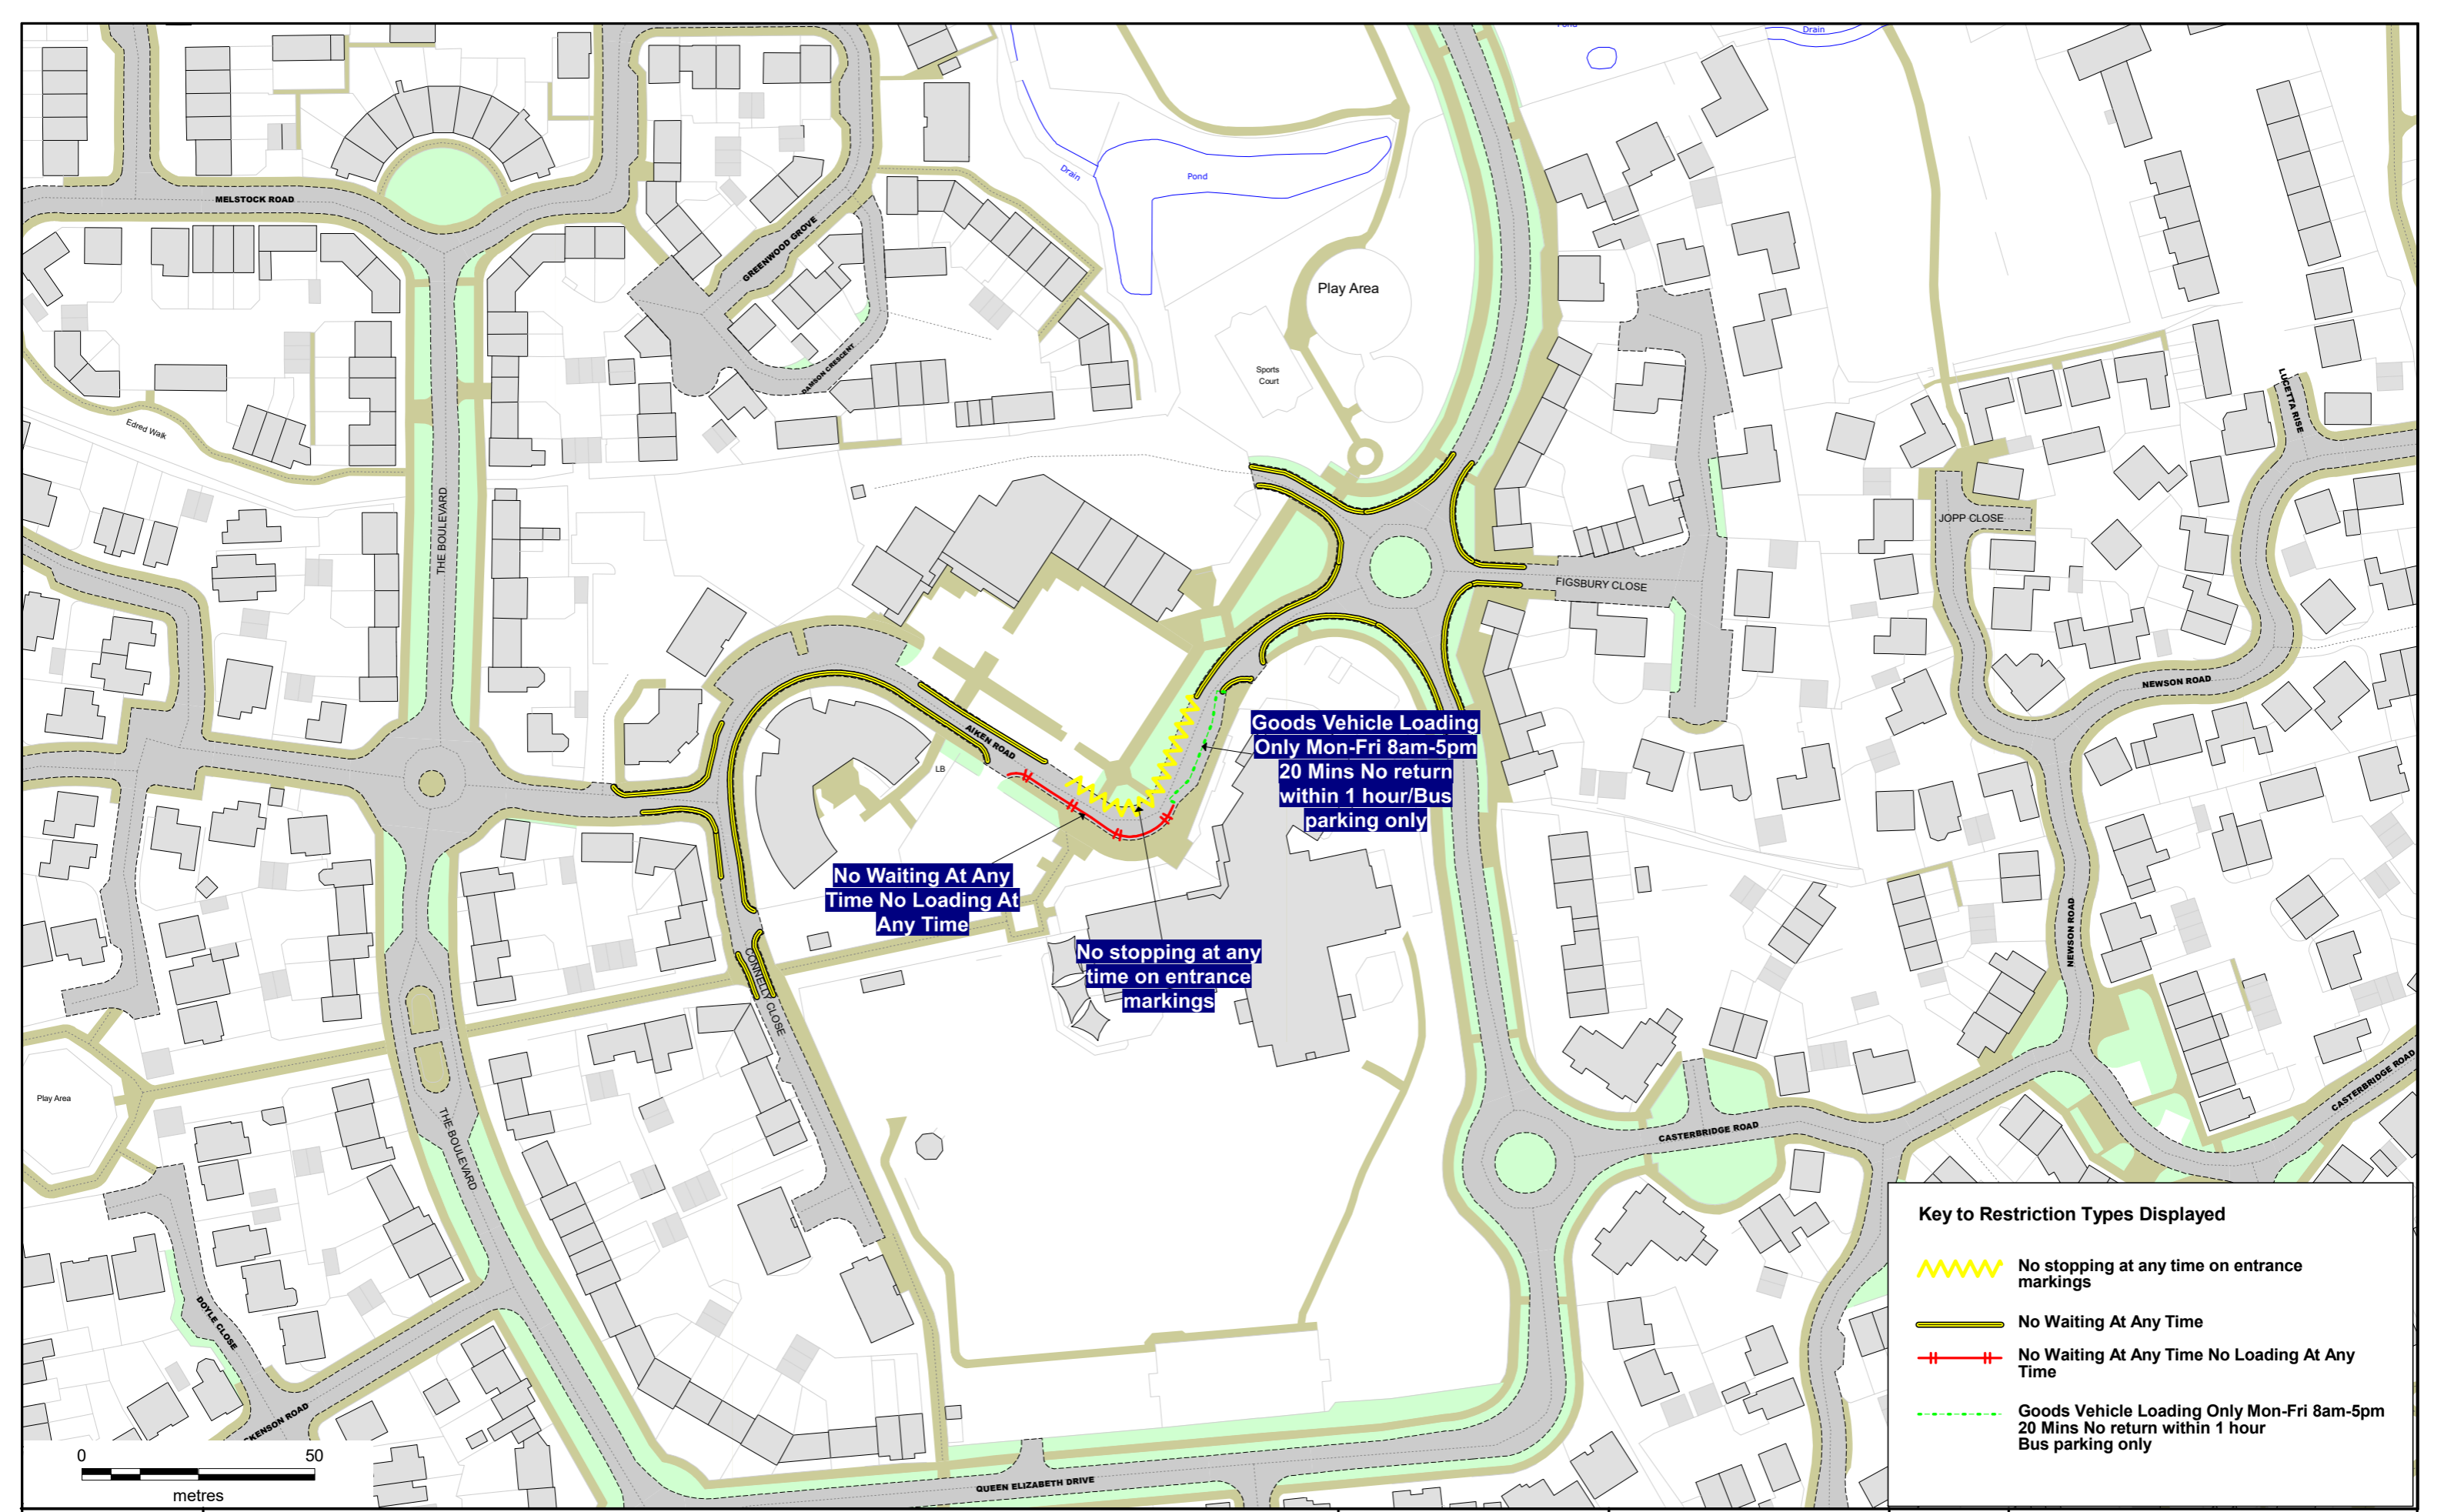 Pond
Drain
MELSTOCK ROAD
GREENWOOD GROVE
Drain
Pond
Play Area
DAMSON CRESCENT
Sports
Court
LUCETTA RISE
Edred Walk
THE BOULEVARD
JOPP CLOSE
FIGSBURY CLOSE
NEWSON ROAD
AIKEN ROAD
LB
Goods Vehicle Loading
Only Mon-Fri 8am-5pm
20 Mins No return
within 1 hour/Bus
parking only
No Waiting At Any
Time No Loading At
Any Time
No stopping at any
time on entrance
markings
CONNELLY CLOSE
NEWSON ROAD
Play Area
THE BOULEVARD
CASTERBRIDGE ROAD
CASTERBRIDGE ROAD
DOYLE CLOSE
QUEEN ELIZABETH DRIVE
Key to Restriction Types Displayed
No stopping at any time on entrance
markings
No Waiting At Any Time
No Waiting At Any Time No Loading At Any
Time
Goods Vehicle Loading Only Mon-Fri 8am-5pm
20 Mins No return within 1 hour
Bus parking only
0 50
metres